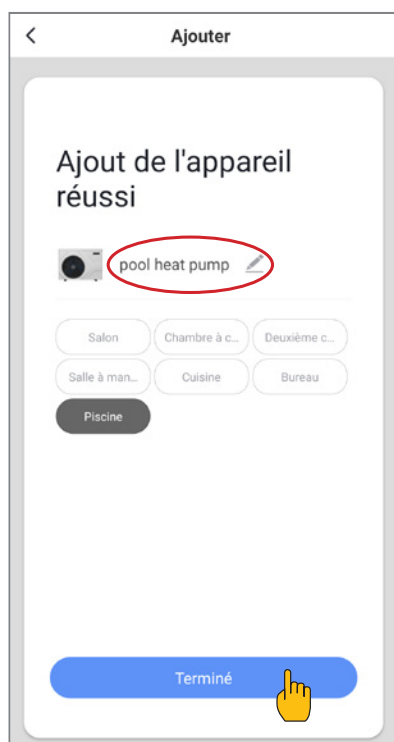 Ajouter
Ajout de l'appareil
réussi
pool heat pump
Salon
Chambre à c...
Deuxième c...
Salle à man...
Cuisine
Bureau
Piscine
Terminé